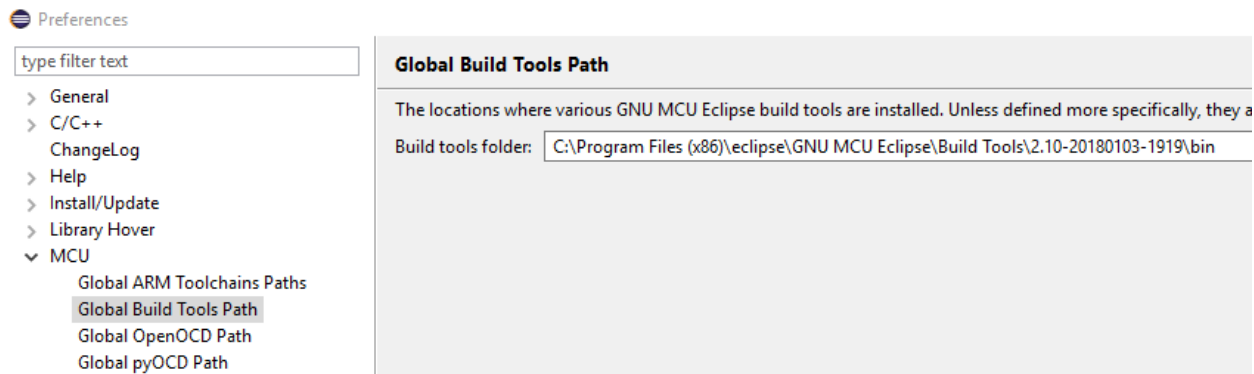 Preferences
type filter text
General
C/C++
ChangeLog
Help
Install/Update
Library Hover
MCU
Global ARM Toolchains Paths
Global Build Tools Path
Global OpenOCD Path
Global pyOCD Path
Global Build Tools Path
The locations where various GNU MCU Eclipse build tools are installed. Unless defined more specifically, they a
Build tools folder: C:\Program Files (x86)\eclipse\GNU MCU Eclipse\Build Tools\2.10-20180103-1919\bin